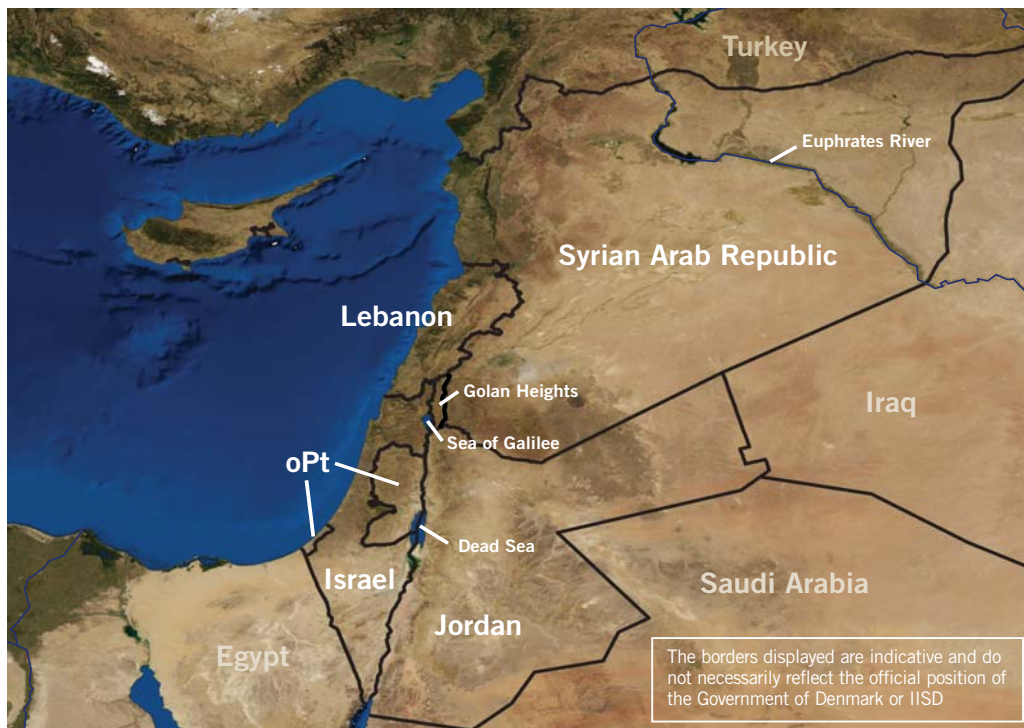 Turkey
Euphrates River
Syrian Arab Republic
Lebanon
Golan Heights
Iraq
Sea of Galilee
oPt
Dead Sea
Israel
Saudi Arabia
Jordan
Egypt
The borders displayed are indicative and do
not necessarily reflect the official position of
the Government of Denmark or IISD